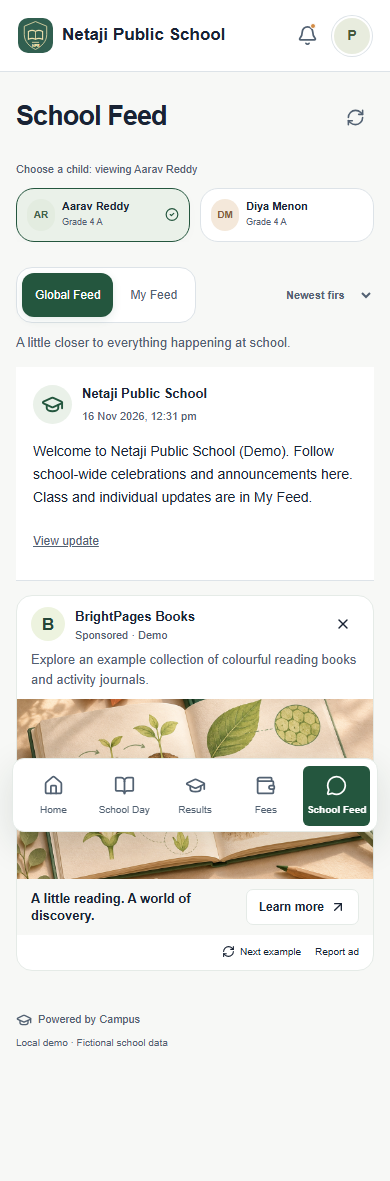 Netaji Public School
P
School Feed
Choose a child: viewing Aarav Reddy
AR
Aarav Reddy
Grade 4 A
DM
Diya Menon
Grade 4 A
Global Feed
My Feed
Newest firs
A little closer to everything happening at school.
Netaji Public School
16 Nov 2026, 12:31 pm
Welcome to Netaji Public School (Demo). Follow
school-wide celebrations and announcements here.
Class and individual updates are in My Feed.
View update
B
BrightPages Books
Sponsored · Demo
Explore an example collection of colourful reading books
and activity journals.
Home
School Day
Results
Fees
School Feed
A little reading. A world of
discovery.
Learn more
Next example
Report ad
Powered by Campus
Local demo · Fictional school data